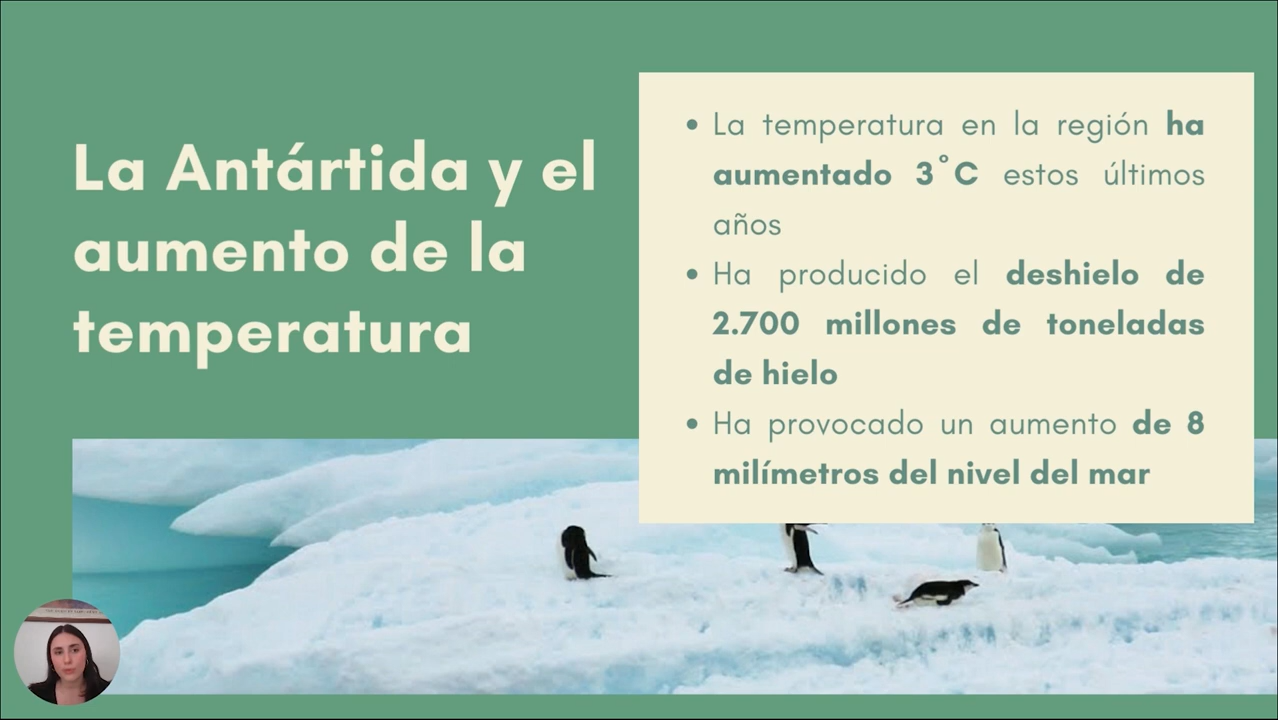 La Antártida y el
aumento de la
temperatura
• La temperatura en la región ha
aumentado 3°C estos últimos
años
• Ha producido el deshielo de
2.700 millones de toneladas
de hielo
• Ha provocado un aumento de 8
milímetros del nivel del mar